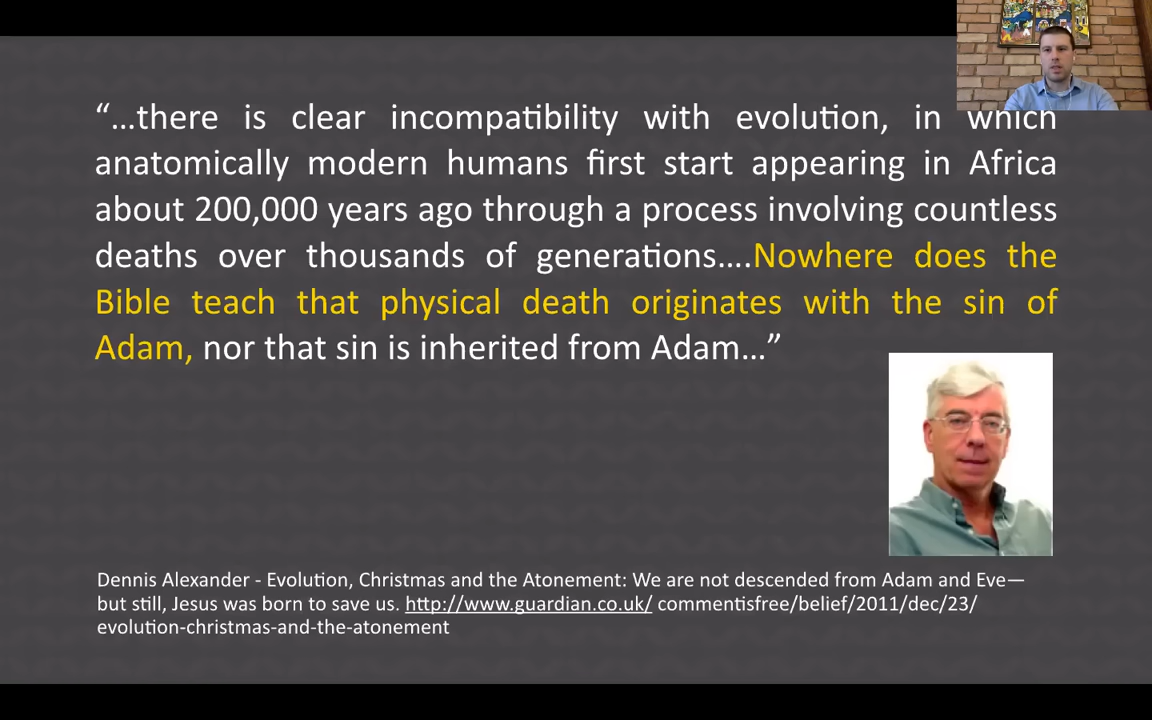 “...there is clear incompatibility with evolution, in which
anatomically modern humans first start appearing in Africa
about 200,000 years ago through a process involving countless
deaths over thousands of generations....Nowhere does the
Bible teach that physical death originates with the sin of
Adam, nor that sin is inherited from Adam...”
Dennis Alexander - Evolution, Christmas and the Atonement: We are not descended from Adam and Eve—
but still, Jesus was born to save us. http://www.guardian.co.uk/ commentisfree/belief/2011/dec/23/
evolution-christmas-and-the-atonement